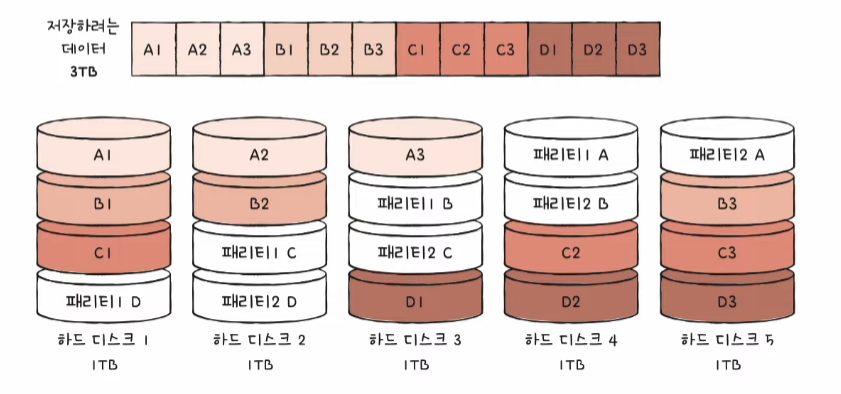 저장하려는
데이터
3TB
A1 A2 A3 B1 B2 B3 C1 C2 C3 D1 D2 D3
A1 A2 A3 패리티1 A 패리티2 A
B1 B2 패리티1 B 패리티2 B B3
C1 패리티1 C 패리티2 C C2 C3
패리티1 D 패리티2 D D1 D2 D3
하드 디스크 1 하드 디스크 2 하드 디스크 3 하드 디스크 4 하드 디스크 5
1TB 1TB 1TB 1TB 1TB